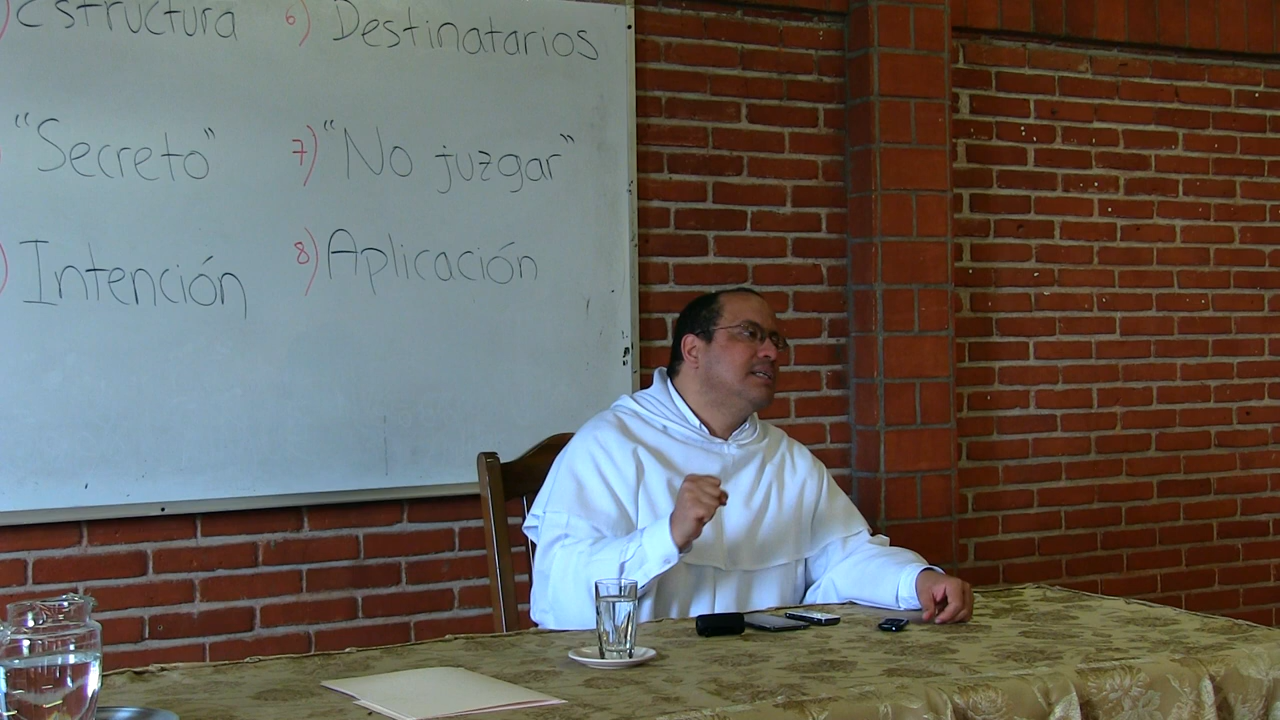 ) Estructura 6) Destinatarios
"Secreto" 7) "No juzgar"
) Intención 8) Aplicación